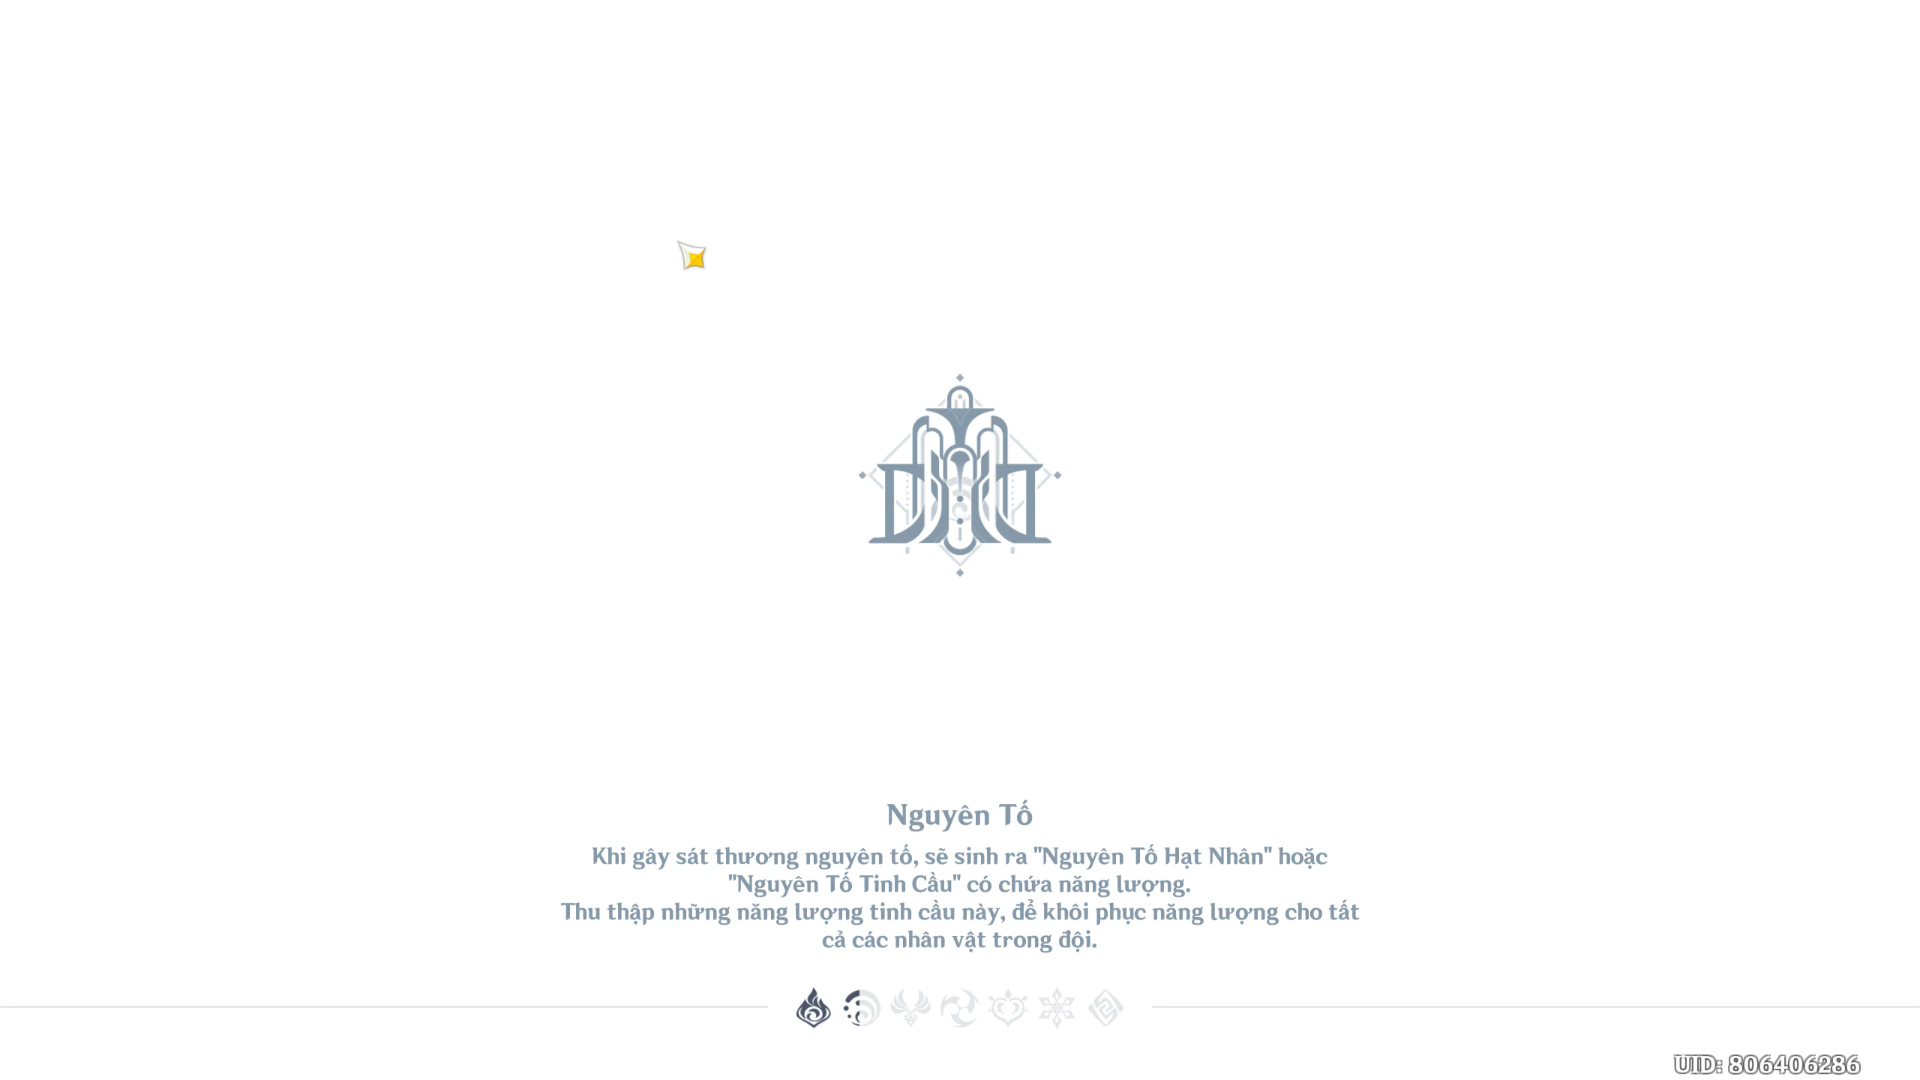 Nguyên Tố
Khi gây sát thương nguyên tố, sẽ sinh ra "Nguyên Tố Hạt Nhân" hoặc
"Nguyên Tố Tinh Cầu" có chứa năng lượng.
Thu thập những năng lượng tinh cầu này, để khôi phục năng lượng cho tất
cả các nhân vật trong đội.
UID: 806406286